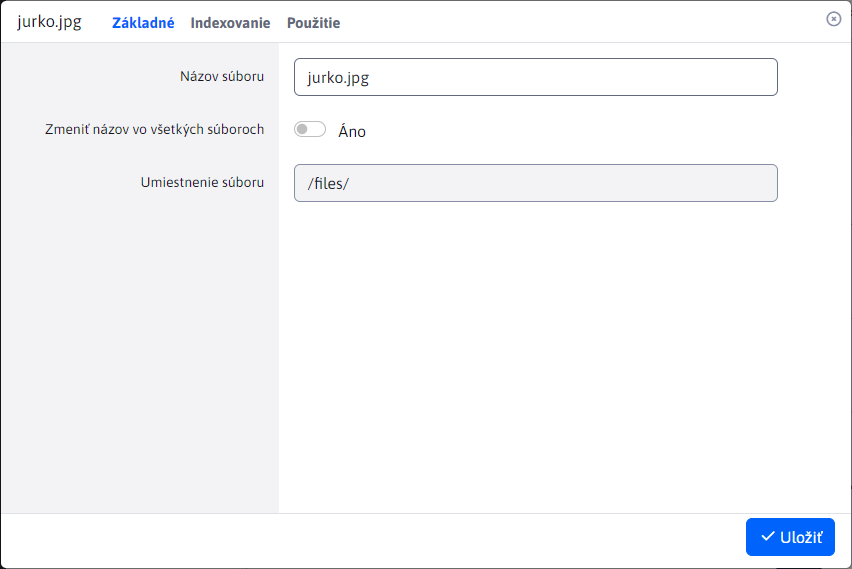 jurko.jpg Základné Indexovanie Použitie
Názov súboru jurko.jpg
Zmeniť názov vo všetkých súboroch Áno
Umiestnenie súboru /files/
Uložiť